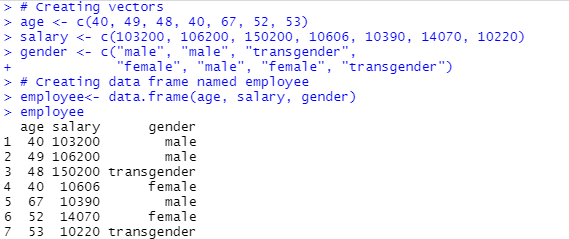 > # Creating vectors
> age <- c(40, 49, 48, 40, 67, 52, 53)
> salary <- c(103200, 106200, 150200, 10606, 10390, 14070, 10220)
> gender <- c("male", "male", "transgender",
+             "female", "male", "female", "transgender")
> # Creating data frame named employee
> employee<- data.frame(age, salary, gender)
> employee
  age salary      gender
1  40 103200        male
2  49 106200        male
3  48 150200 transgender
4  40  10606      female
5  67  10390        male
6  52  14070      female
7  53  10220 transgender